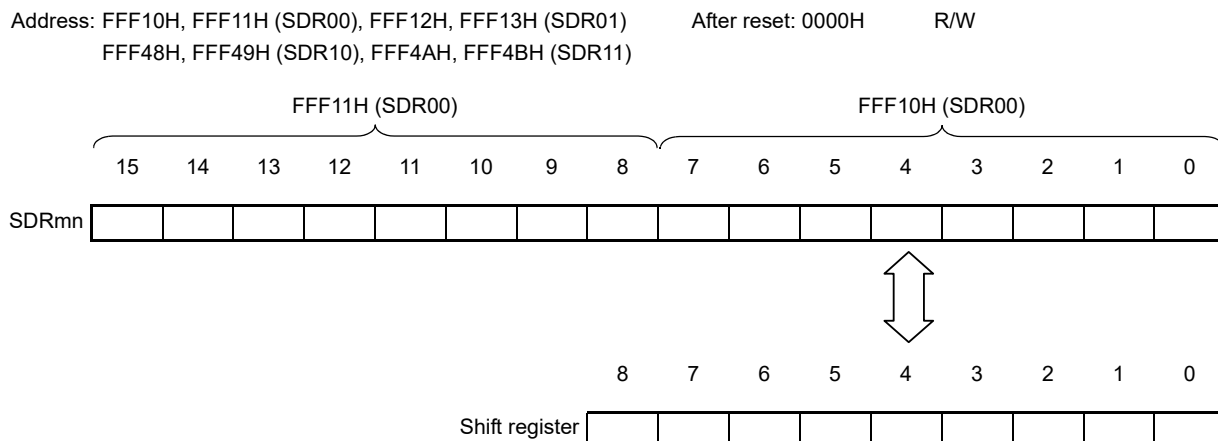 Address: FFF10H, FFF11H (SDR00), FFF12H, FFF13H (SDR01) After reset: 0000H R/W
FFF48H, FFF49H (SDR10), FFF4AH, FFF4BH (SDR11)
FFF11H (SDR00) FFF10H (SDR00)
15 14 13 12 11 10 9 8 7 6 5 4 3 2 1 0
SDRmn
8 7 6 5 4 3 2 1 0
Shift register